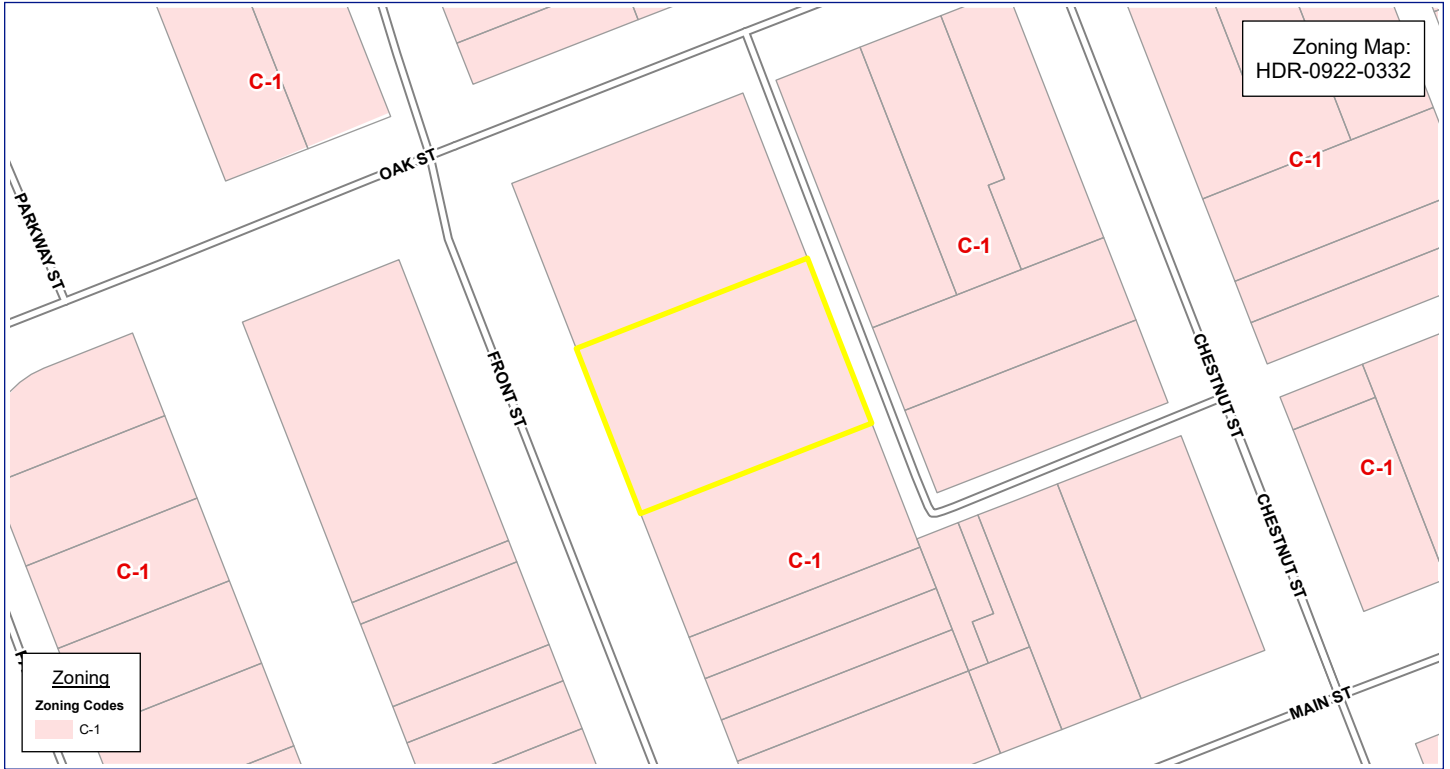 Zoning Map:
HDR-0922-0332
C-1
OAK ST
C-1
PARKWAY ST
C-1
FRONT ST
CHESTNUT ST
C-1
CHESTNUT ST
C-1
C-1
MAIN ST
Zoning
Zoning Codes
C-1